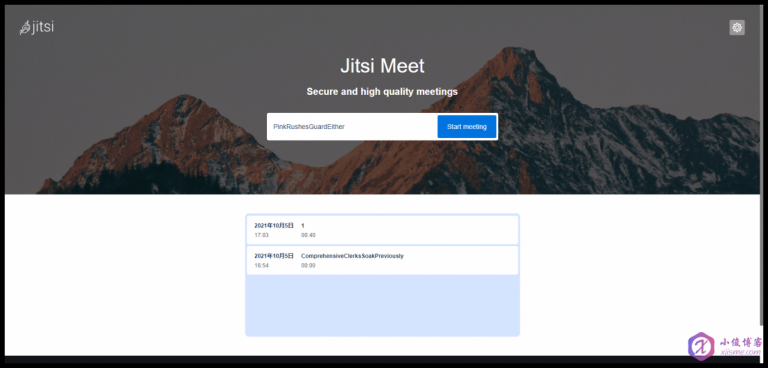 jitsi
Jitsi Meet
Secure and high quality meetings
PinkRushesGuardEither Start meeting
2021年10月5日 1
17:03 00:40
2021年10月5日 ComprehensiveClerksSoakPreviously
16:54 00:00
小俊博客
xjisme.com